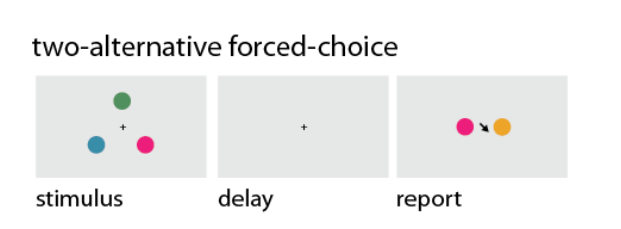 two-alternative forced-choice
stimulus
delay
report